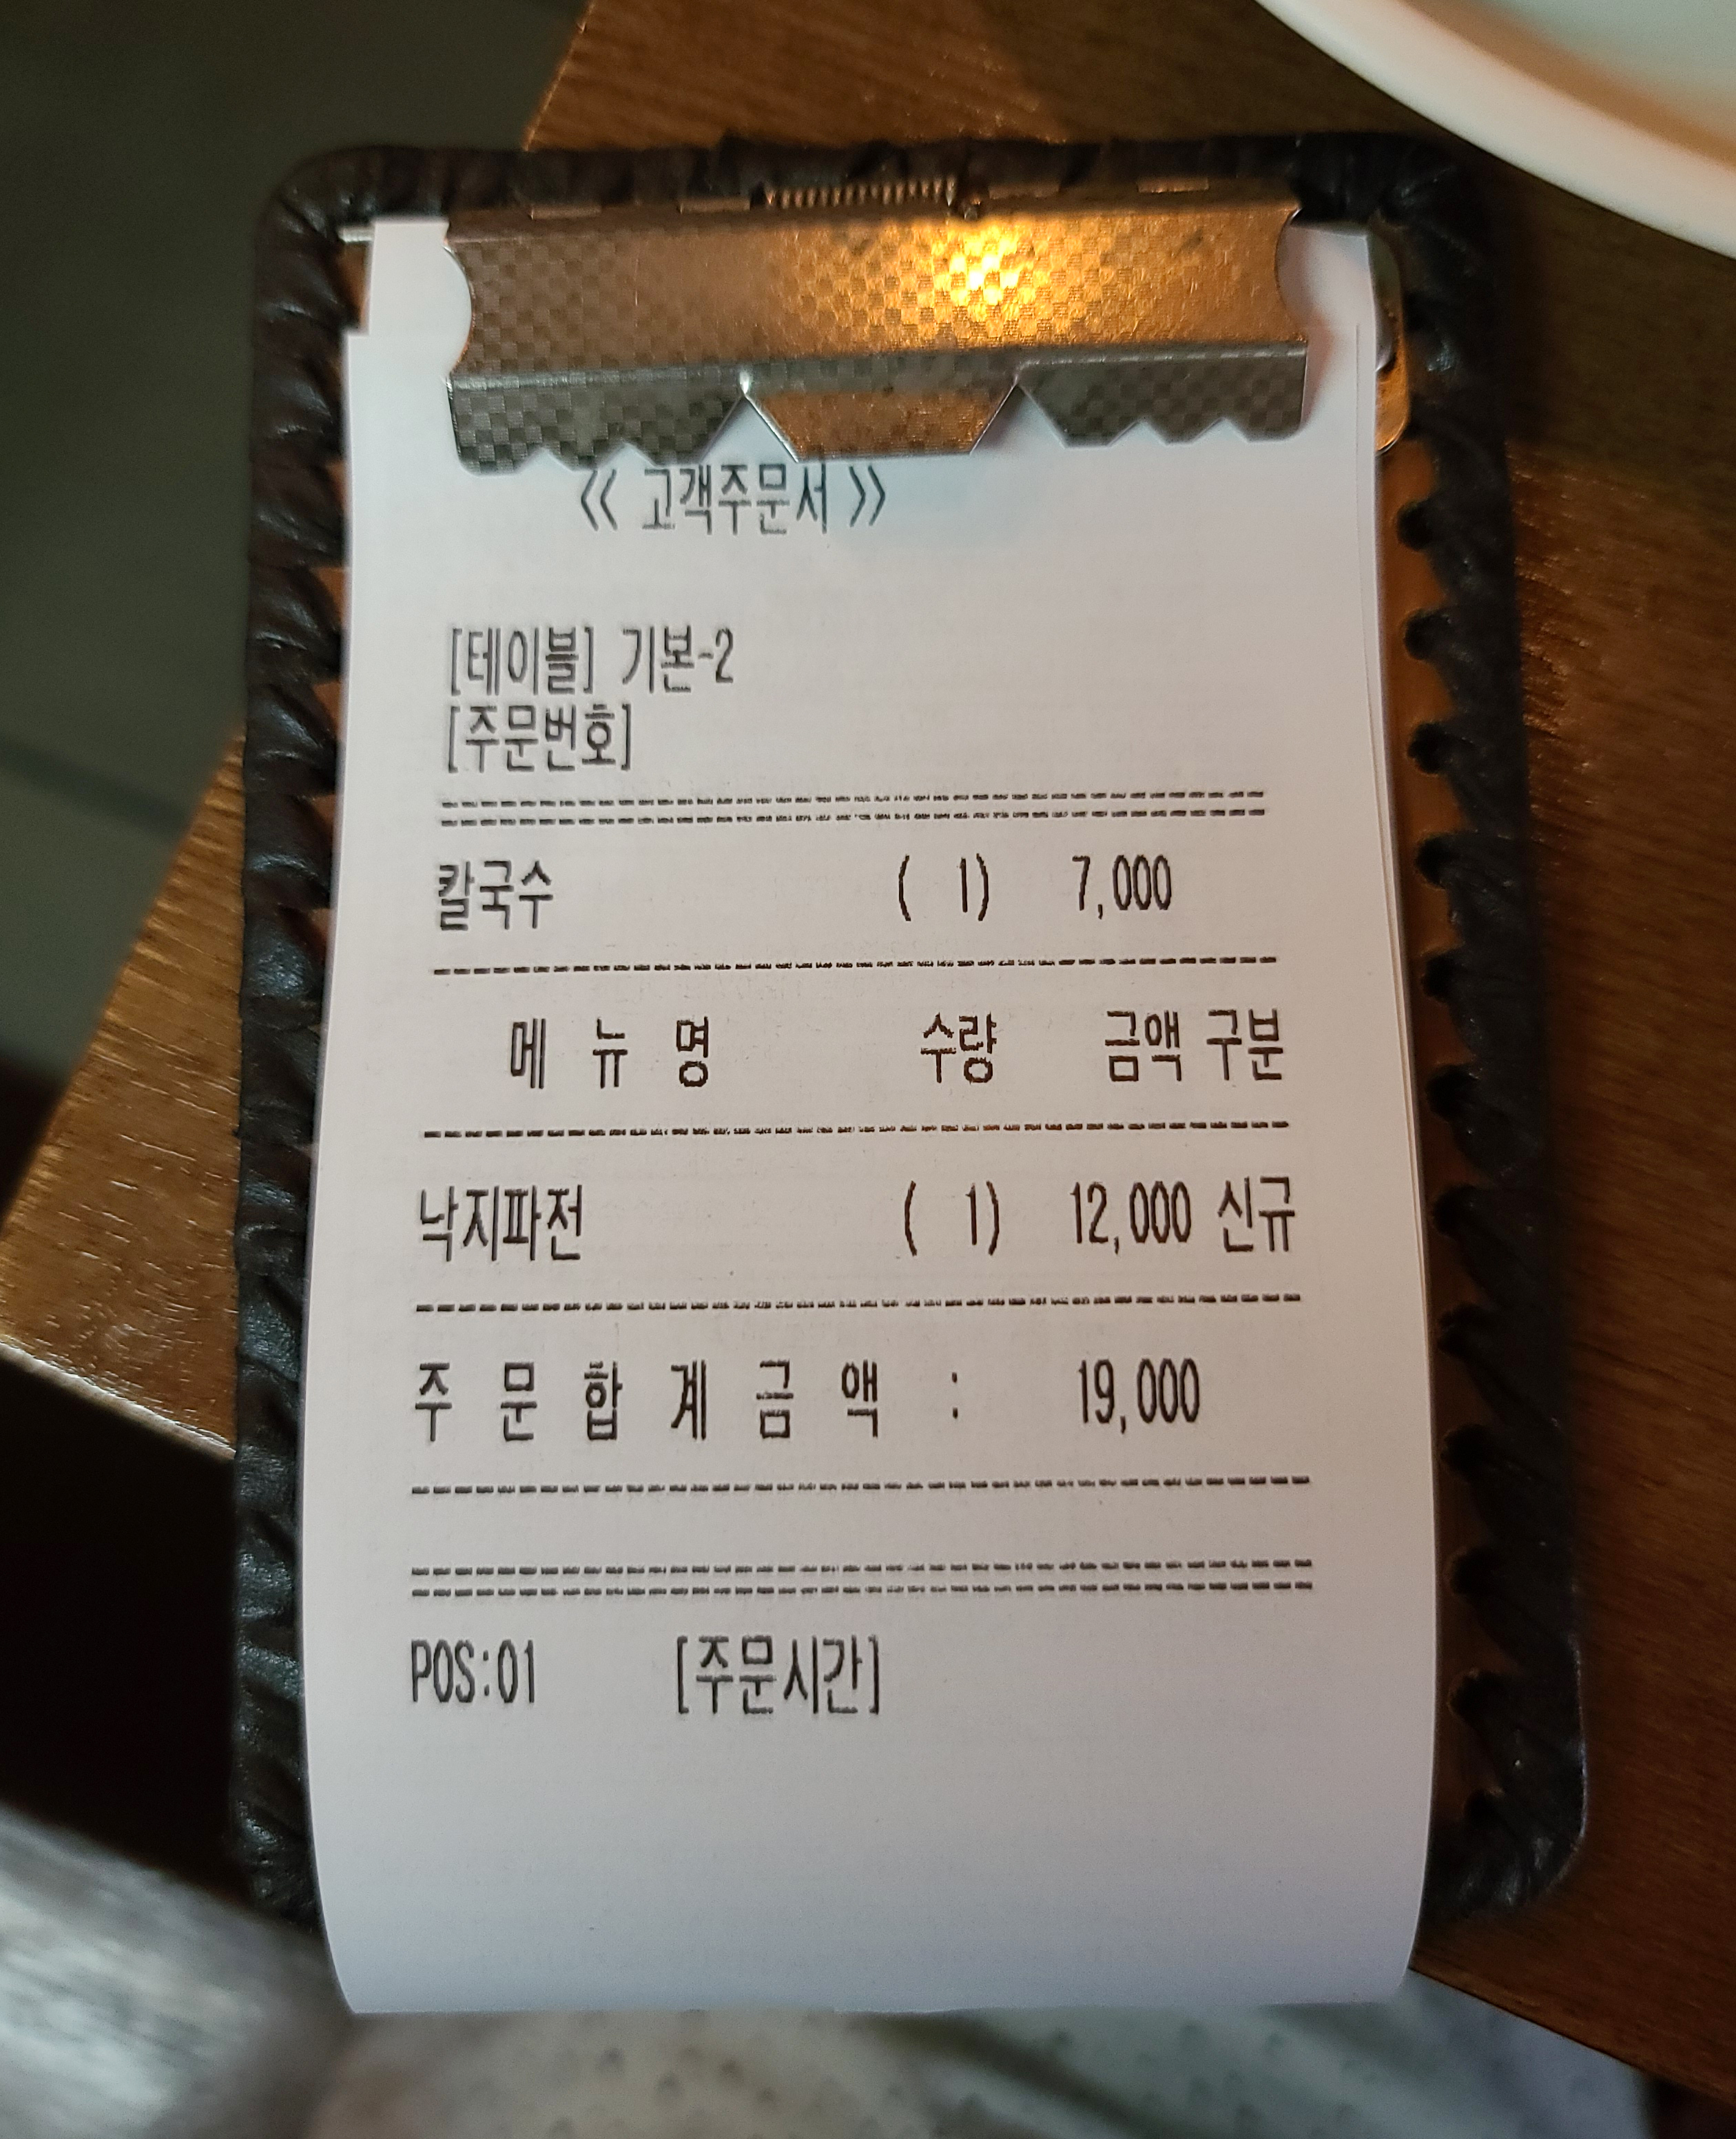 << 고객주문서 >>
[테이블] 기본-2
[주문번호]
칼국수 ( 1) 7,000
메 뉴 명 수량 금액 구분
낙지파전 ( 1) 12,000 신규
주 문 합 계 금 액 : 19,000
POS:01 [주문시간]